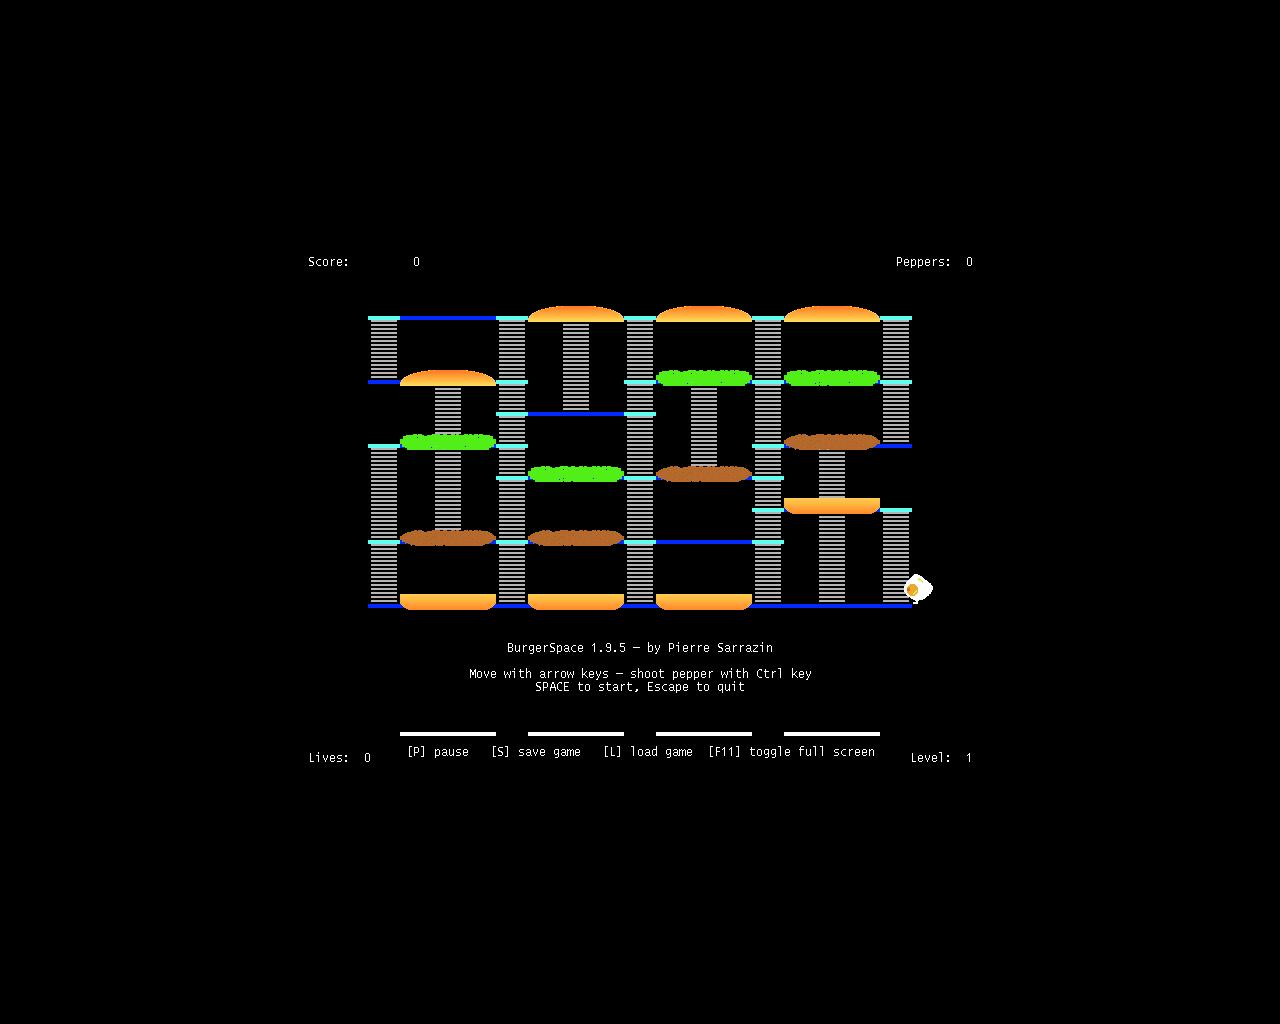 Score: 0 Peppers: 0
BurgerSpace 1.9.5 – by Pierre Sarrazin
Move with arrow keys – shoot pepper with Ctrl key
SPACE to start, Escape to quit
[P] pause [S] save game [L] load game [F11] toggle full screen
Lives: 0 Level: 1